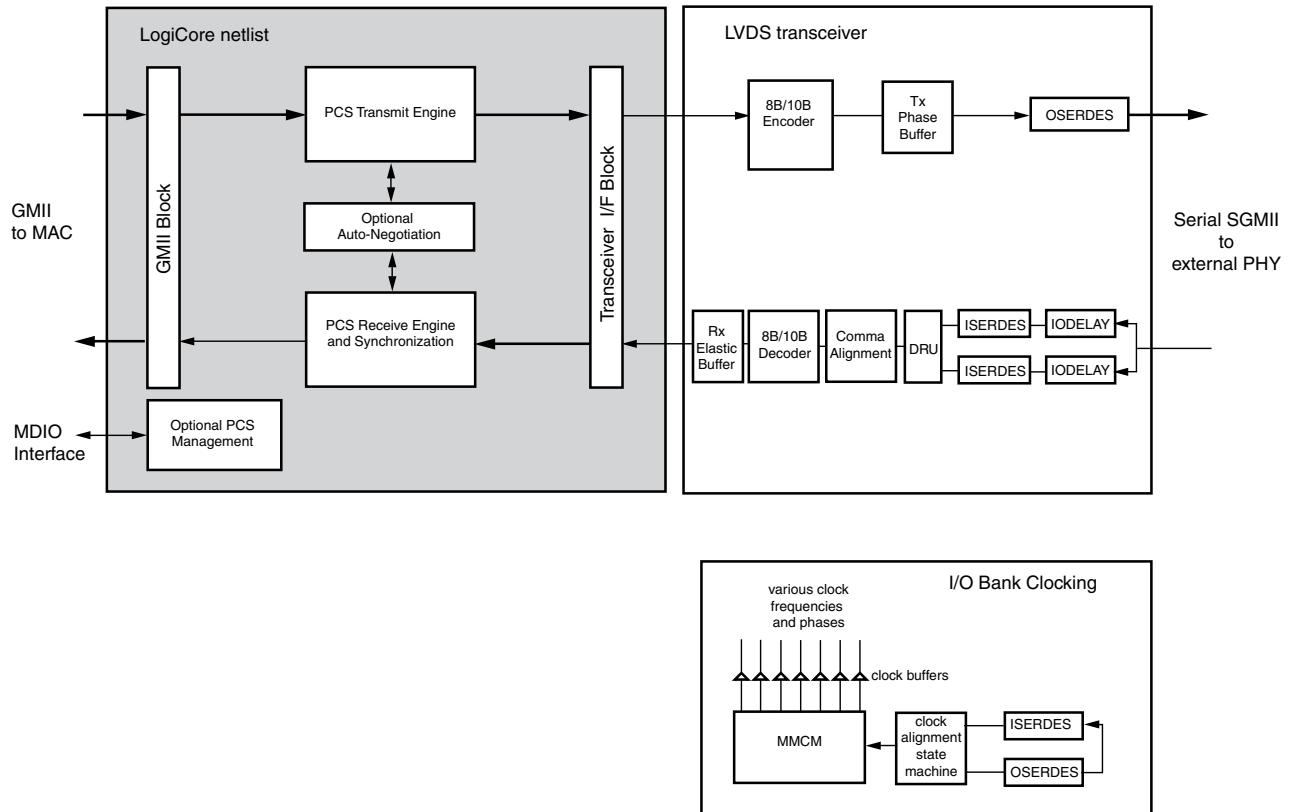 LogiCore netlist
LVDS transceiver
GMII
to MAC
GMII Block
PCS Transmit Engine
Optional
Auto-Negotiation
PCS Receive Engine
and Synchronization
Transceiver I/F Block
8B/10B
Encoder
Tx
Phase
Buffer
OSERDES
Serial SGMII
to
external PHY
Rx
Elastic
Buffer
8B/10B
Decoder
Comma
Alignment
DRU
ISERDES
IODELAY
ISERDES
IODELAY
MDIO
Interface
Optional PCS
Management
I/O Bank Clocking
various clock
frequencies
and phases
clock buffers
MMCM
clock
alignment
state
machine
ISERDES
OSERDES